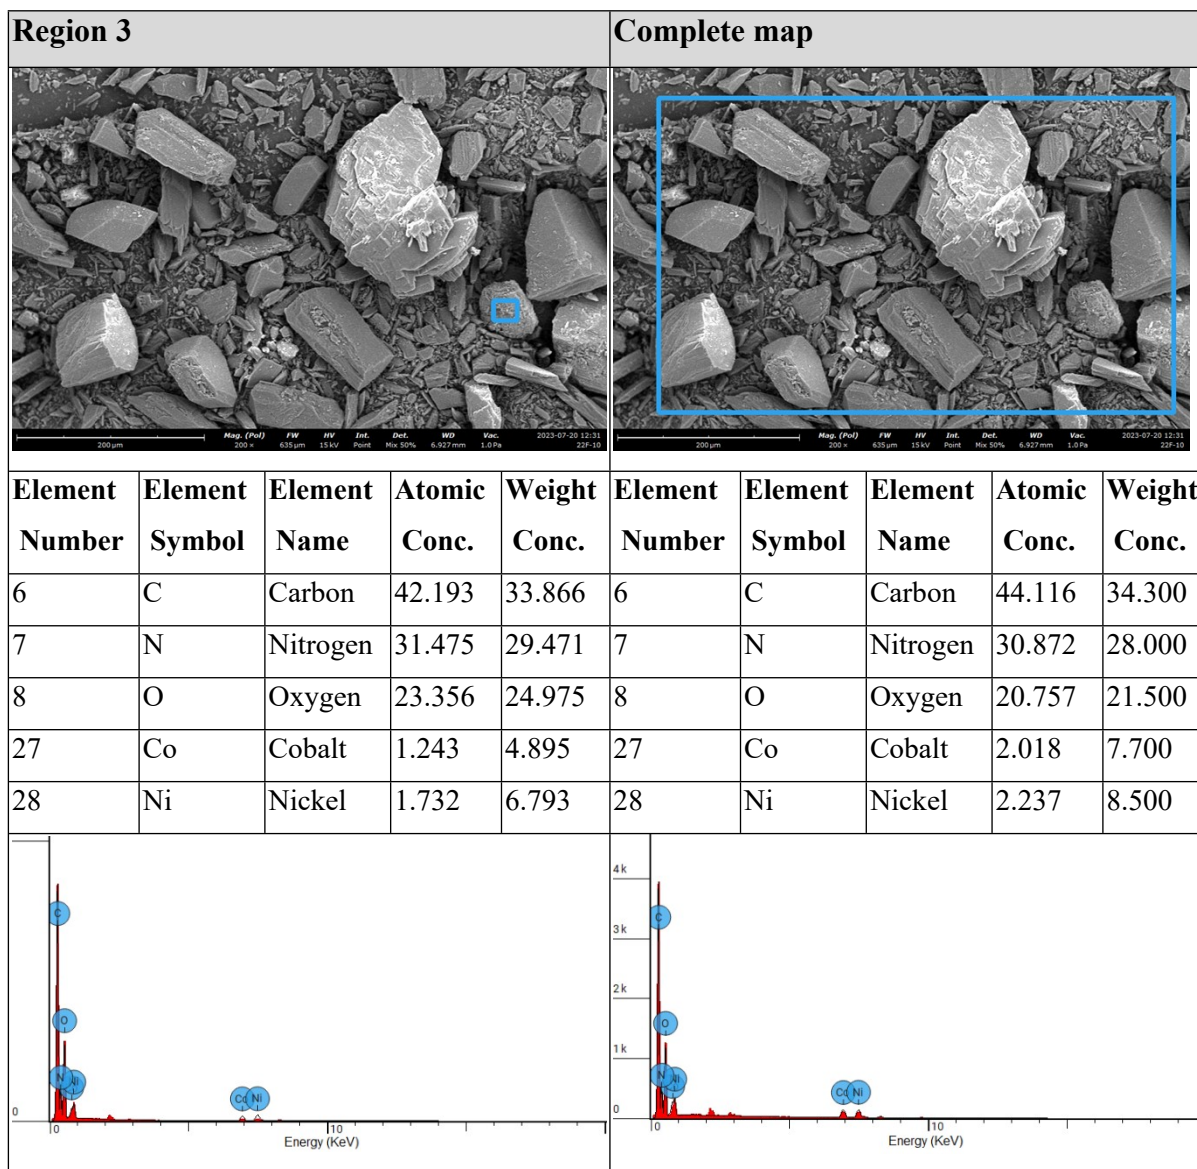 Region 3
Complete map
Mag. (Pol) FW HV Int. Det. WD Vac. 2023-07-20 12:31
200 µm 200 × 635 µm 15 kV Point Mix 50% 6.927 mm 1.0 Pa 22F-10
Mag. (Pol) FW HV Int. Det. WD Vac. 2023-07-20 12:31
200 µm 200 × 635 µm 15 kV Point Mix 50% 6.927 mm 1.0 Pa 22F-10
Element Element Element Atomic Weight Element Element Element Atomic Weight
Number Symbol Name Conc. Conc. Number Symbol Name Conc. Conc.
6 C Carbon 42.193 33.866 6 C Carbon 44.116 34.300
7 N Nitrogen 31.475 29.471 7 N Nitrogen 30.872 28.000
8 O Oxygen 23.356 24.975 8 O Oxygen 20.757 21.500
27 Co Cobalt 1.243 4.895 27 Co Cobalt 2.018 7.700
28 Ni Nickel 1.732 6.793 28 Ni Nickel 2.237 8.500
C
O
N Ni
Co Ni
0
0 10
Energy (KeV)
4k
3k
2k
1k
0
C
O
N Ni
Co Ni
0 10
Energy (KeV)